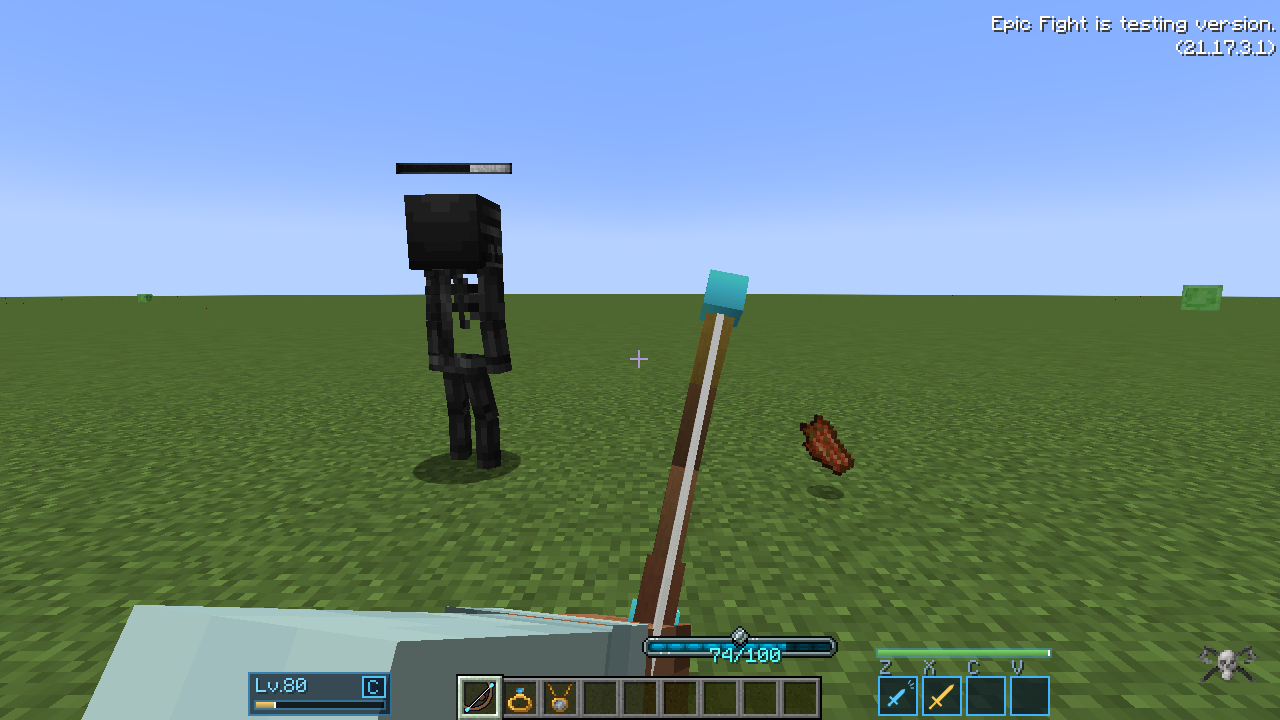 Epic Fight is testing version.
(21.17.3.1)
74/100
Z X C V
Lv.80 C